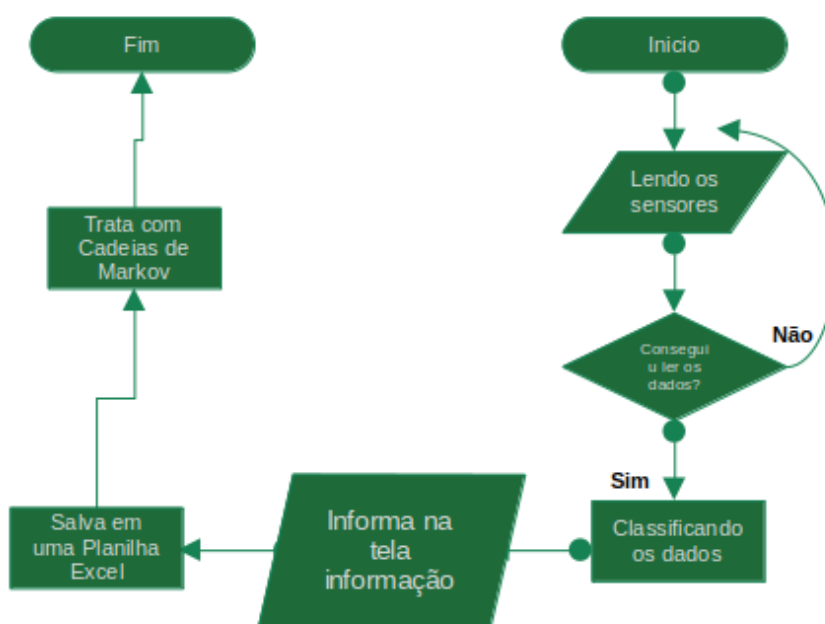 Fim
Inicio
Lendo os
sensores
Consegui
u ler os
dados?
Não
Sim
Classificando
os dados
Informa na
tela
informação
Salva em
uma Planilha
Excel
Trata com
Cadeias de
Markov